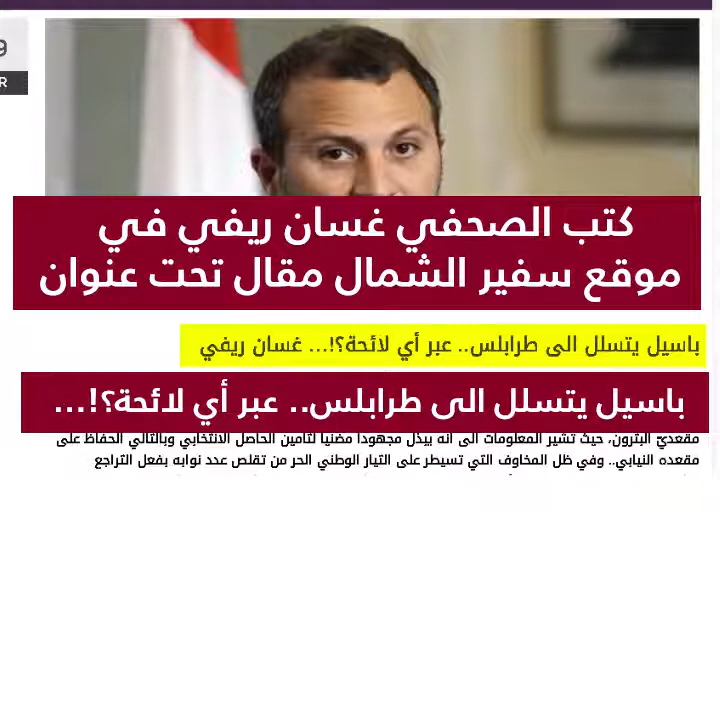 9
R
كتب الصحفي غسان ريفي في
موقع سفير الشمال مقال تحت عنوان
باسيل يتسلل الى طرابلس.. عبر أي لائحة؟!... غسان ريفي
باسيل يتسلل الى طرابلس.. عبر أي لائحة؟!...
مقعديّ البترون، حيث تشير المعلومات الى انه يبذل مجهودا مضنيا لتامين الحاصل الانتخابي وبالتالي الحفاظ على
مقعده النيابي.. وفي ظل المخاوف التي تسيطر على التيار الوطني الحر من تقلص عدد نوابه بفعل التراجع